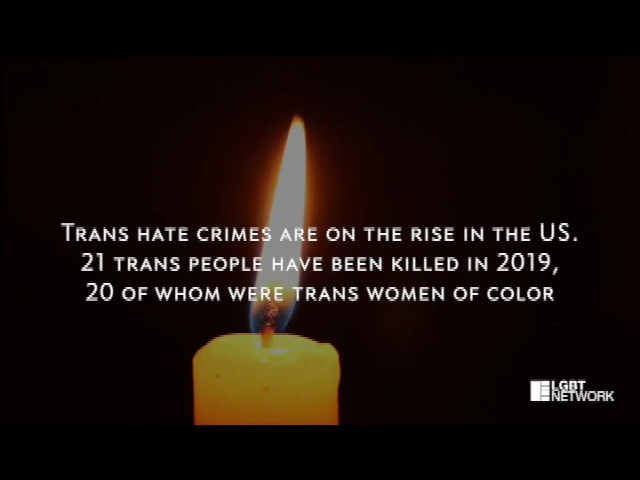 TRANS HATE CRIMES ARE ON THE RISE IN THE US.
21 TRANS PEOPLE HAVE BEEN KILLED IN 2019,
20 OF WHOM WERE TRANS WOMEN OF COLOR
LGBT
NETWORK